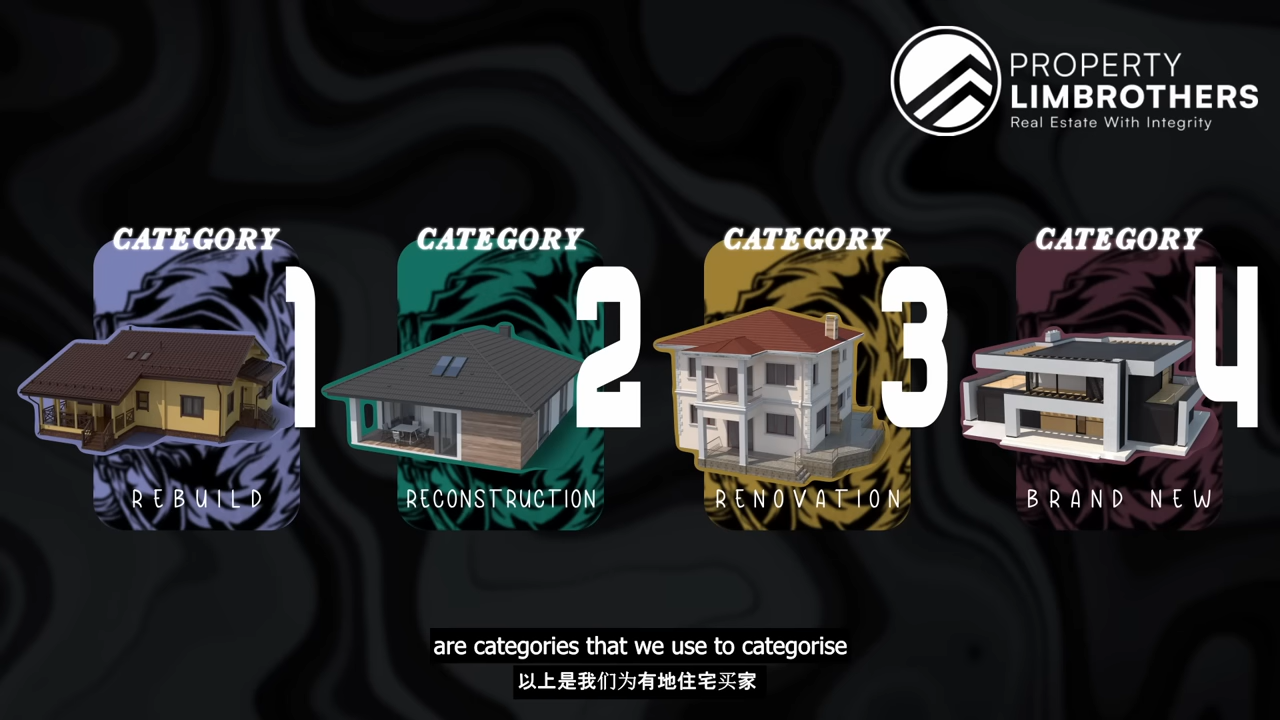 PROPERTY
LIMBROTHERS
Real Estate With Integrity
CATEGORY
1
REBUILD
CATEGORY
2
RECONSTRUCTION
CATEGORY
3
RENOVATION
CATEGORY
4
BRAND NEW
are categories that we use to categorise
以上是我们为有地住宅买家